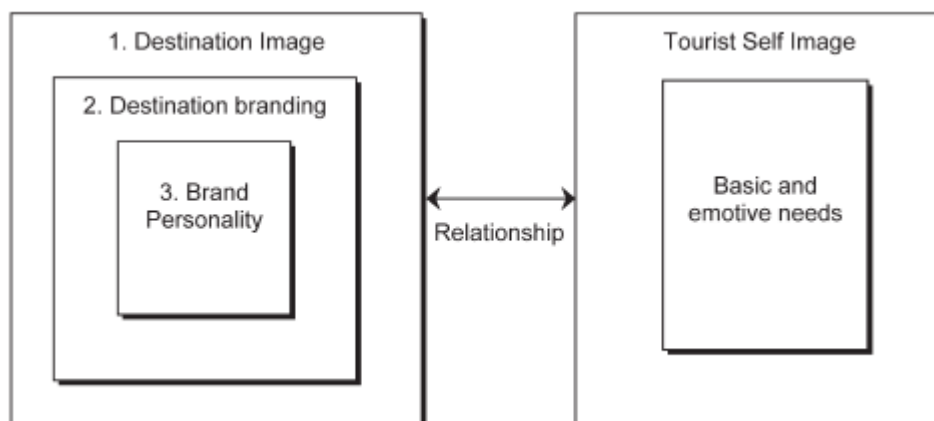 1. Destination Image
2. Destination branding
3. Brand
Personality
Relationship
Tourist Self Image
Basic and
emotive needs